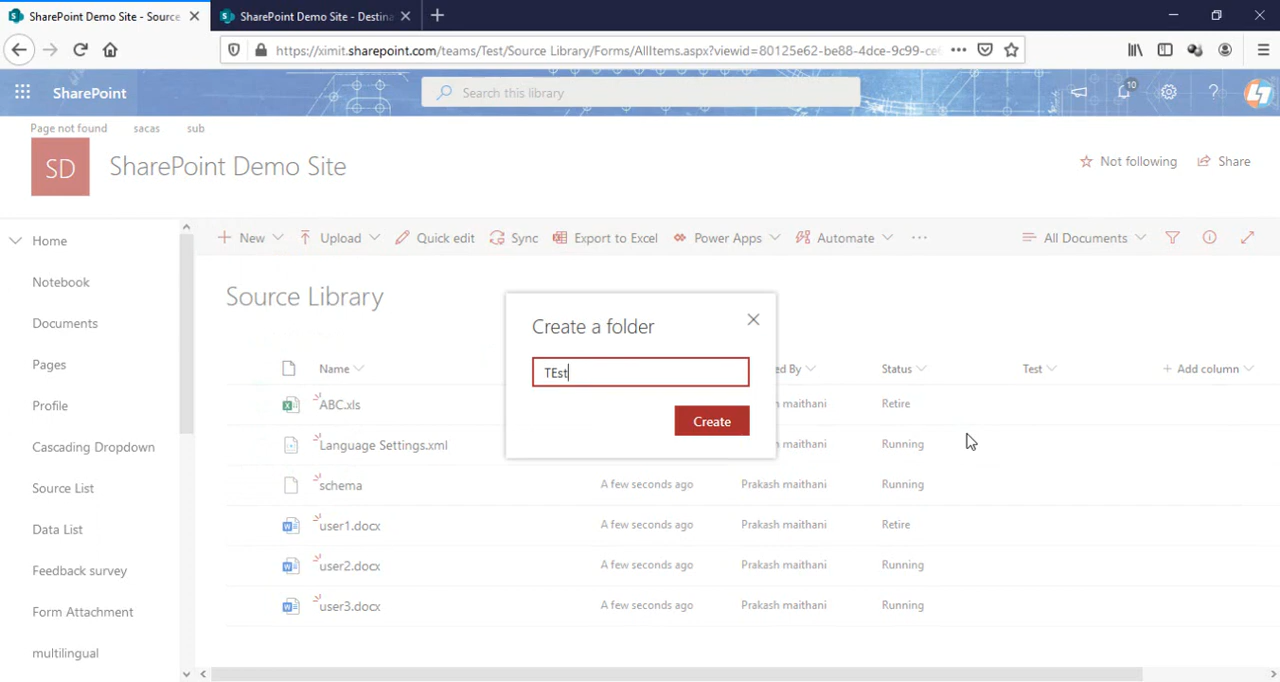 SharePoint Demo Site - Source
SharePoint Demo Site - Destina
https://ximit.sharepoint.com/teams/Test/Source Library/Forms/AllItems.aspx?viewid=80125e62-be88-4dce-9c99-ce
SharePoint
Search this library
10
Page not found sacas sub
SD
SharePoint Demo Site
Not following Share
Home
Notebook
Documents
Pages
Profile
Cascading Dropdown
Source List
Data List
Feedback survey
Form Attachment
multilingual
New Upload Quick edit Sync Export to Excel Power Apps Automate ··· All Documents
Source Library
Name ed By Status Test + Add column
ABC.xls maithani Retire
Language Settings.xml maithani Running
schema A few seconds ago Prakash maithani Running
user1.docx A few seconds ago Prakash maithani Retire
user2.docx A few seconds ago Prakash maithani Running
user3.docx A few seconds ago Prakash maithani Running
Create a folder
TEst
Create